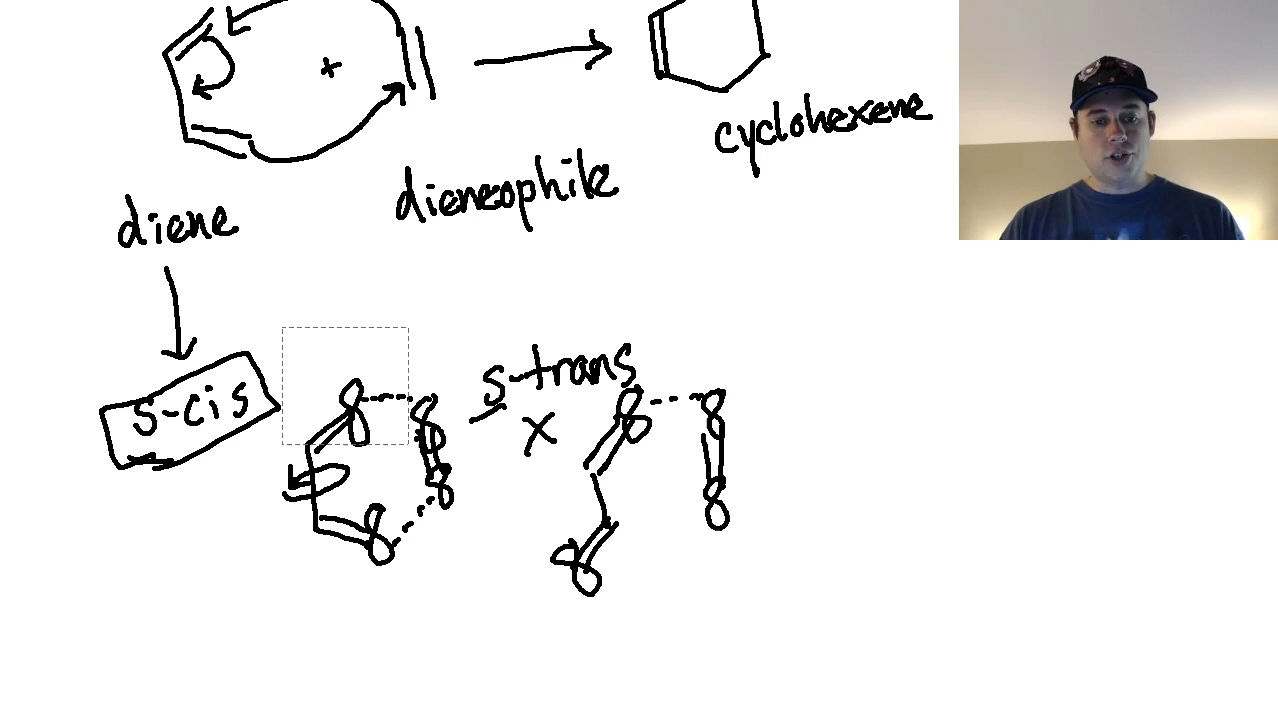 +
cyclohexene
dieneophile
diene
s-cis
s-trans
X